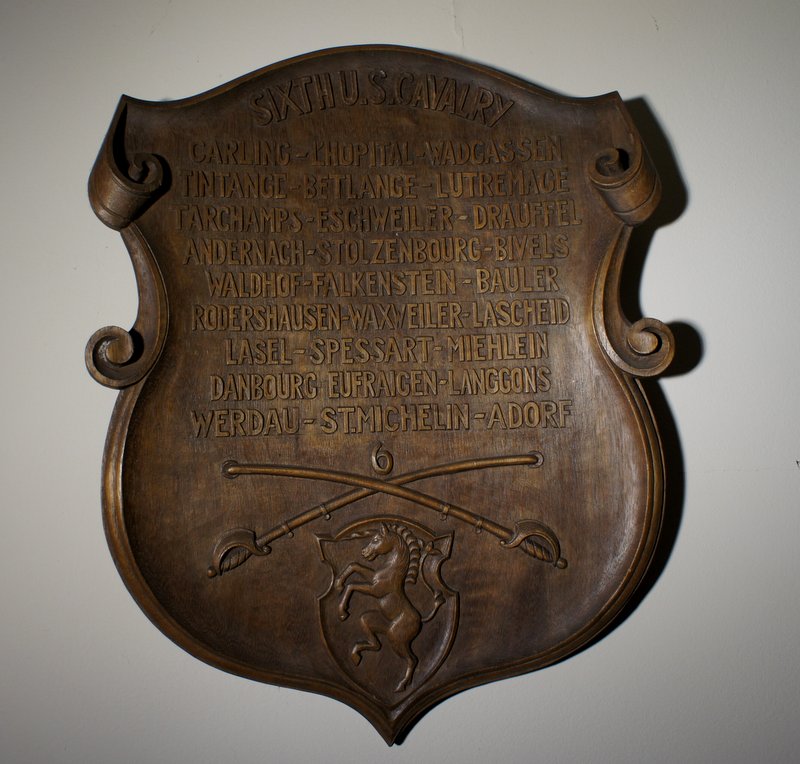 SIXTH U.S. CAVALRY
CARLING-L'HOPITAL-WADGASSEN
TINTANGE-BETLANGE-LUTREMAGE
TARCHAMPS-ESCHWEILER-DRAUFFEL
ANDERNACH-STOLZENBOURG-BIVELS
WALDHOF-FALKENSTEIN-BAULER
RODERSHAUSEN-WAXWEILER-LASCHEID
LASEL-SPESSART-MIEHLEIN
DANBOURG EUFRAIGEN-LANGGONS
WERDAU-ST.MICHELIN-ADORF
6